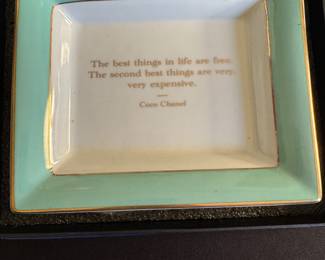 The best things in life are free.
The second best things are very,
very expensive.
Coco Chanel